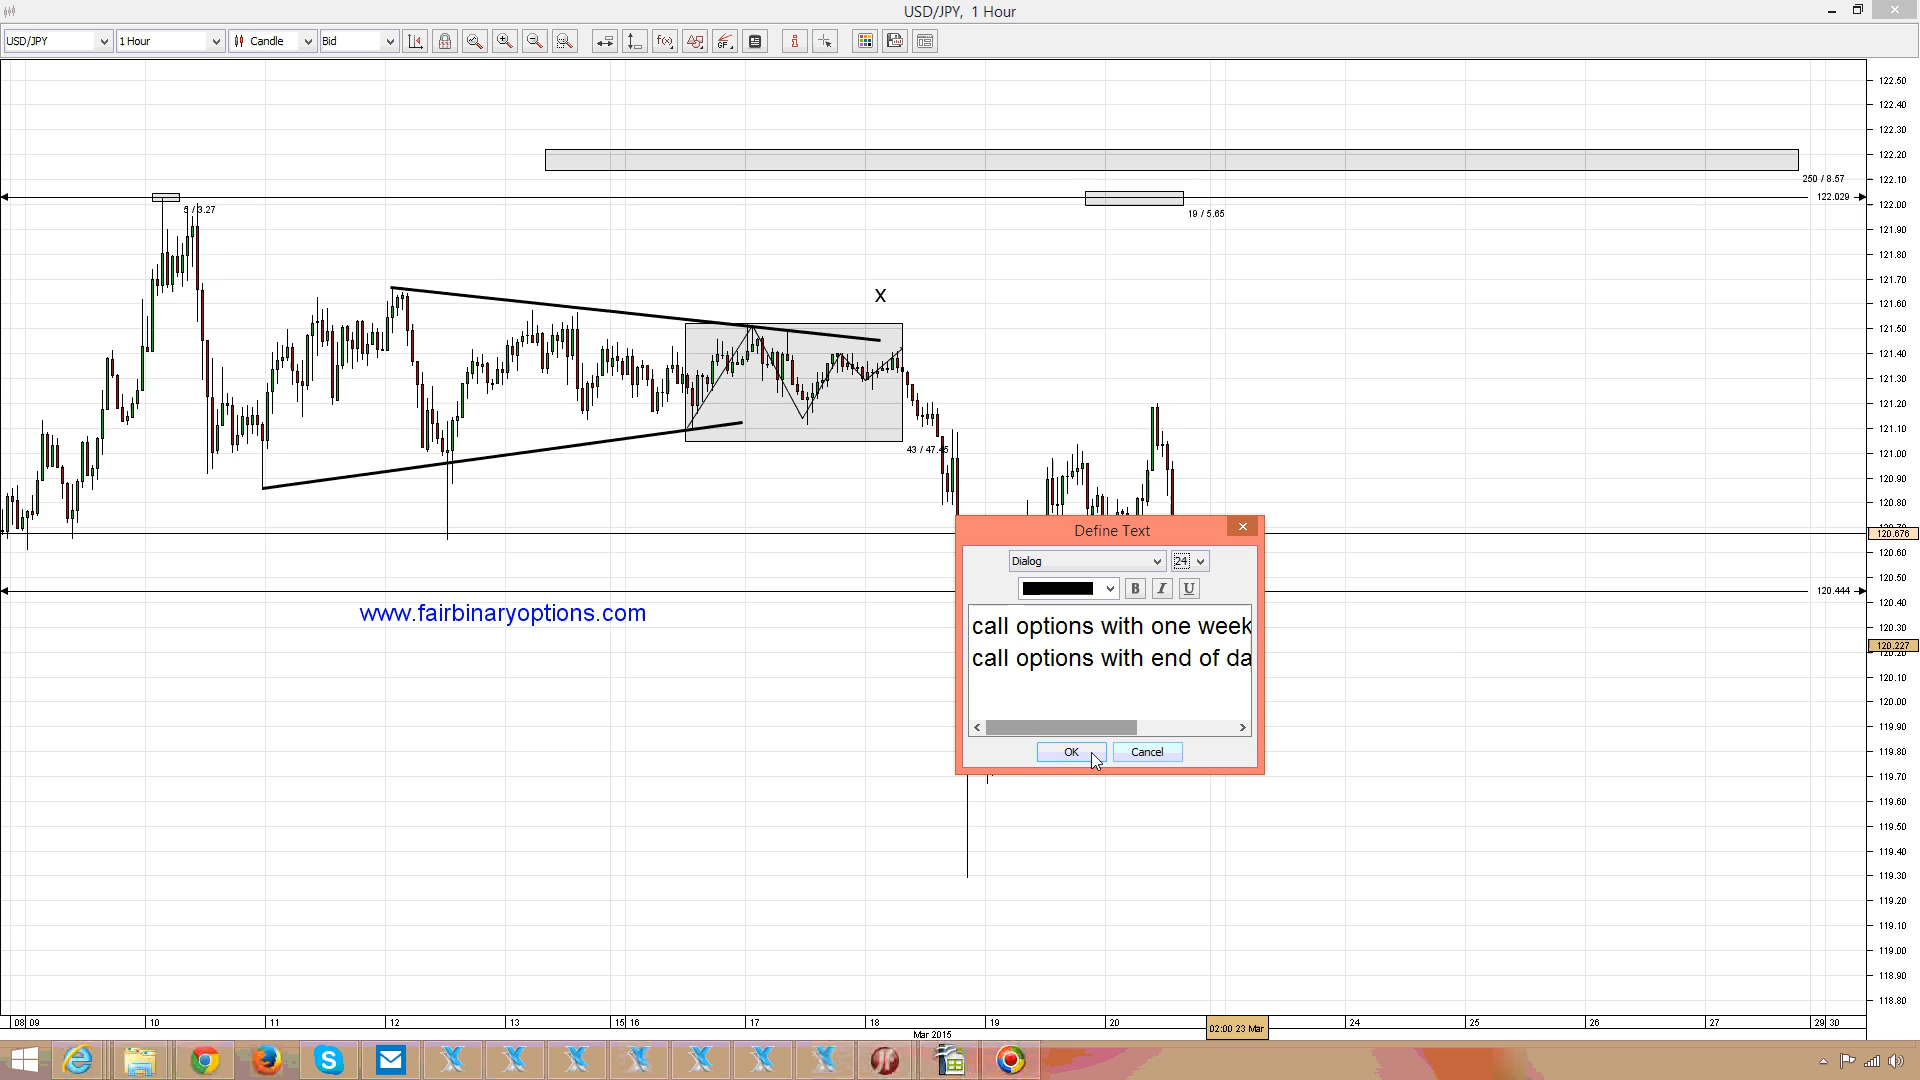 USD/JPY, 1 Hour
USD/JPY 1 Hour Candle Bid
122.50
122.40
122.30
122.20
250 / 8.57
122.10
122.029
5 / 3.27
19 / 5.65
122.00
121.90
121.80
121.70
X
121.60
121.50
121.40
121.30
121.20
121.10
43 / 47.45
121.00
120.90
120.80
120.676
120.60
120.50
120.444
120.40
www.fairbinaryoptions.com
120.30
120.227
120.10
120.00
119.90
119.80
119.70
119.60
119.50
119.40
119.30
119.20
119.10
119.00
118.90
118.80
Define Text
Dialog 24
B I U
call options with one week
call options with end of da
OK Cancel
08 09 10 11 12 13 15 16 17 18 19 20 02:00 23 Mar 24 25 26 27 29 30
Mar 2015